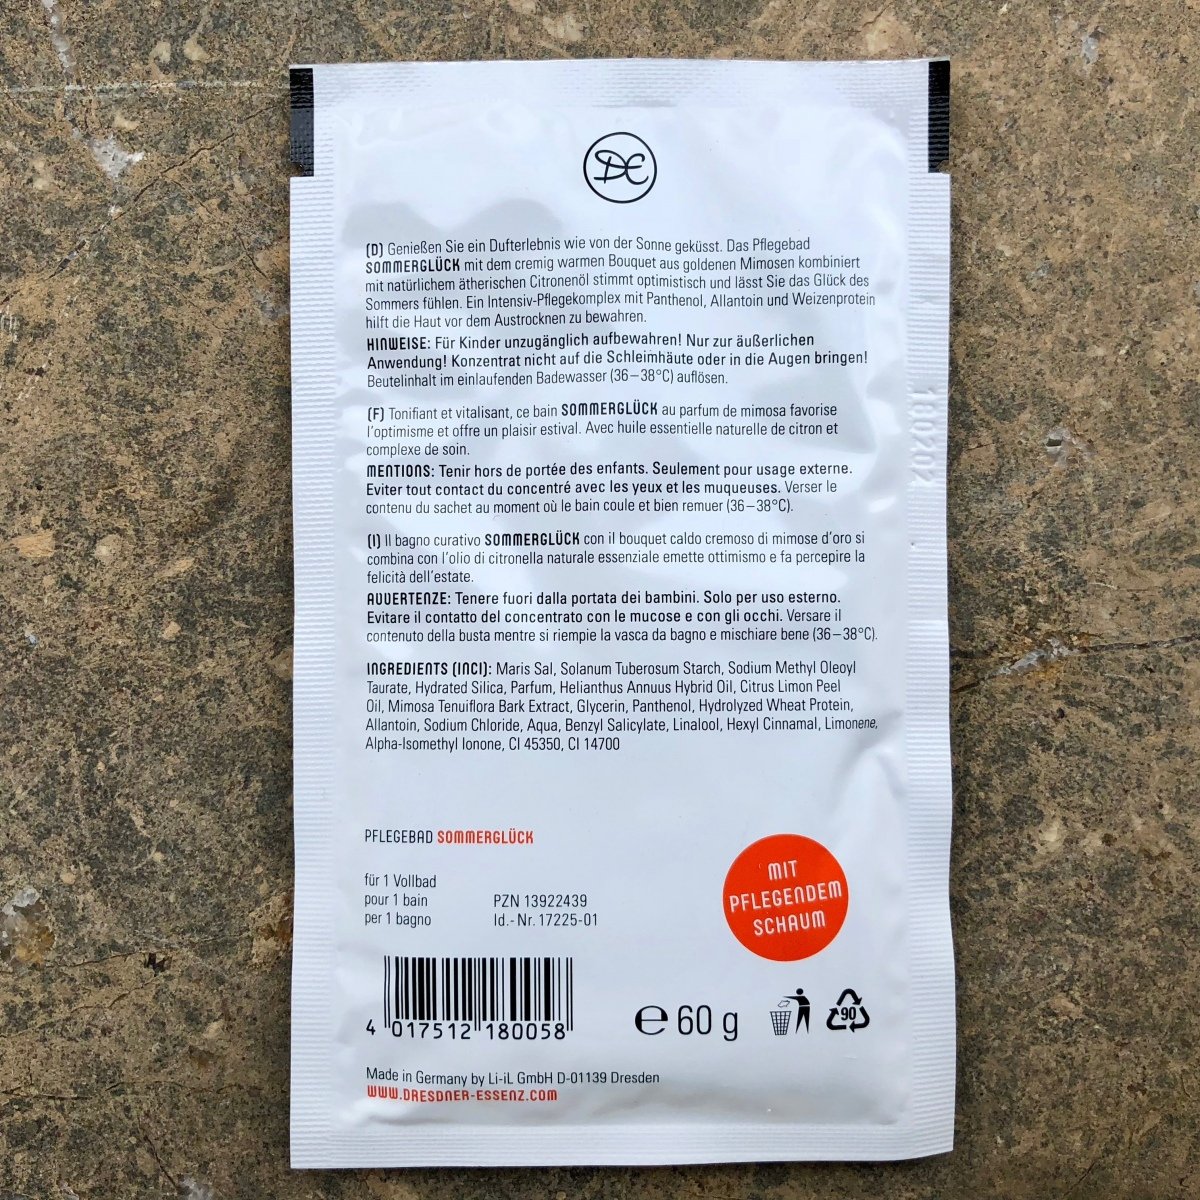 DE
(D) Genießen Sie ein Dufterlebnis wie von der Sonne geküsst. Das Pflegebad
SOMMERGLÜCK mit dem cremig warmen Bouquet aus goldenen Mimosen kombiniert
mit natürlichem ätherischen Citronenöl stimmt optimistisch und lässt Sie das Glück des
Sommers fühlen. Ein Intensiv-Pflegekomplex mit Panthenol, Allantoin und Weizenprotein
hilft die Haut vor dem Austrocknen zu bewahren.
HINWEISE: Für Kinder unzugänglich aufbewahren! Nur zur äußerlichen
Anwendung! Konzentrat nicht auf die Schleimhäute oder in die Augen bringen!
Beutelinhalt im einlaufenden Badewasser (36–38°C) auflösen.
(F) Tonifiant et vitalisant, ce bain SOMMERGLÜCK au parfum de mimosa favorise
l'optimisme et offre un plaisir estival. Avec huile essentielle naturelle de citron et
complexe de soin.
MENTIONS: Tenir hors de portée des enfants. Seulement pour usage externe.
Eviter tout contact du concentré avec les yeux et les muqueuses. Verser le
contenu du sachet au moment où le bain coule et bien remuer (36–38°C).
(I) Il bagno curativo SOMMERGLÜCK con il bouquet caldo cremoso di mimose d'oro si
combina con l'olio di citronella naturale essenziale emette ottimismo e fa percepire la
felicità dell'estate.
AVVERTENZE: Tenere fuori dalla portata dei bambini. Solo per uso esterno.
Evitare il contatto del concentrato con le mucose e con gli occhi. Versare il
contenuto della busta mentre si riempie la vasca da bagno e mischiare bene (36–38°C).
INGREDIENTS (INCI): Maris Sal, Solanum Tuberosum Starch, Sodium Methyl Oleoyl
Taurate, Hydrated Silica, Parfum, Helianthus Annuus Hybrid Oil, Citrus Limon Peel
Oil, Mimosa Tenuiflora Bark Extract, Glycerin, Panthenol, Hydrolyzed Wheat Protein,
Allantoin, Sodium Chloride, Aqua, Benzyl Salicylate, Linalool, Hexyl Cinnamal, Limonene,
Alpha-Isomethyl Ionone, CI 45350, CI 14700
PFLEGEBAD SOMMERGLÜCK
für 1 Vollbad
pour 1 bain
per 1 bagno
PZN 13922439
Id.-Nr. 17225-01
MIT
PFLEGENDEM
SCHAUM
4 017512 180058
e 60 g
90
Made in Germany by Li-iL GmbH D-01139 Dresden
WWW.DRESDNER-ESSENZ.COM